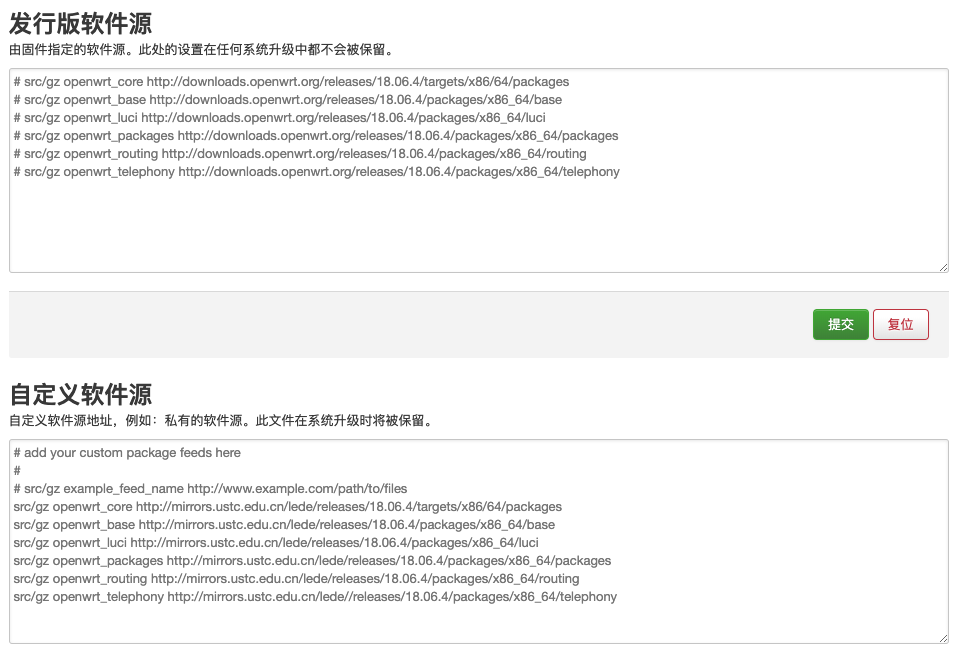 发行版软件源
由固件指定的软件源。此处的设置在任何系统升级中都不会被保留。
# src/gz openwrt_core http://downloads.openwrt.org/releases/18.06.4/targets/x86/64/packages
# src/gz openwrt_base http://downloads.openwrt.org/releases/18.06.4/packages/x86_64/base
# src/gz openwrt_luci http://downloads.openwrt.org/releases/18.06.4/packages/x86_64/luci
# src/gz openwrt_packages http://downloads.openwrt.org/releases/18.06.4/packages/x86_64/packages
# src/gz openwrt_routing http://downloads.openwrt.org/releases/18.06.4/packages/x86_64/routing
# src/gz openwrt_telephony http://downloads.openwrt.org/releases/18.06.4/packages/x86_64/telephony
提交 复位
自定义软件源
自定义软件源地址，例如：私有的软件源。此文件在系统升级时将被保留。
# add your custom package feeds here
#
# src/gz example_feed_name http://www.example.com/path/to/files
src/gz openwrt_core http://mirrors.ustc.edu.cn/lede/releases/18.06.4/targets/x86/64/packages
src/gz openwrt_base http://mirrors.ustc.edu.cn/lede/releases/18.06.4/packages/x86_64/base
src/gz openwrt_luci http://mirrors.ustc.edu.cn/lede/releases/18.06.4/packages/x86_64/luci
src/gz openwrt_packages http://mirrors.ustc.edu.cn/lede/releases/18.06.4/packages/x86_64/packages
src/gz openwrt_routing http://mirrors.ustc.edu.cn/lede/releases/18.06.4/packages/x86_64/routing
src/gz openwrt_telephony http://mirrors.ustc.edu.cn/lede//releases/18.06.4/packages/x86_64/telephony